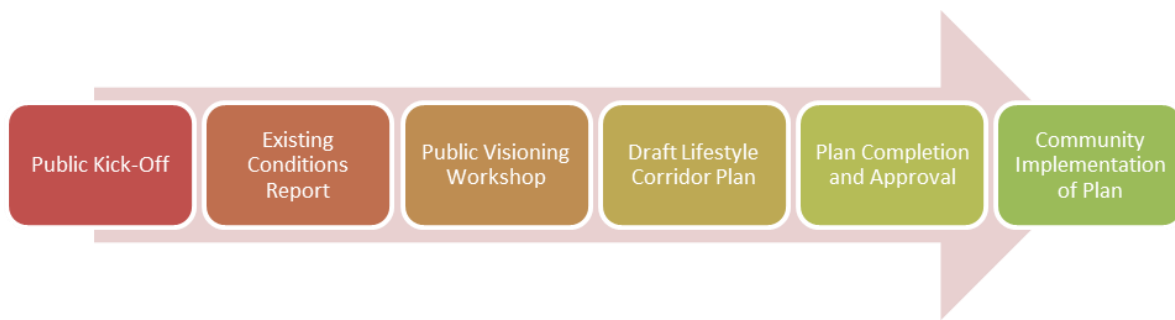 Public Kick-Off
Existing
Conditions
Report
Public Visioning
Workshop
Draft Lifestyle
Corridor Plan
Plan Completion
and Approval
Community
Implementation
of Plan